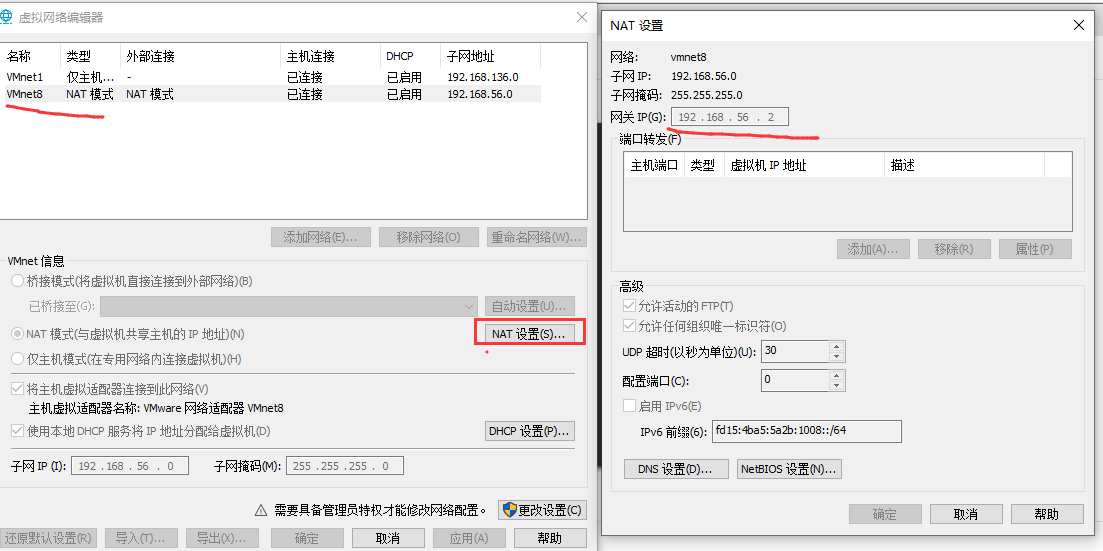 虚拟网络编辑器
名称 类型 外部连接 主机连接 DHCP 子网地址
VMnet1 仅主机... - 已连接 已启用 192.168.136.0
VMnet8 NAT 模式 NAT 模式 已连接 已启用 192.168.56.0
添加网络(E)... 移除网络(O) 重命名网络(W)...
VMnet 信息
桥接模式(将虚拟机直接连接到外部网络)(B)
已桥接至(G): 自动设置(U)...
NAT 模式(与虚拟机共享主机的 IP 地址)(N) NAT 设置(S)...
仅主机模式(在专用网络内连接虚拟机)(H)
将主机虚拟适配器连接到此网络(V)
主机虚拟适配器名称: VMware 网络适配器 VMnet8
使用本地 DHCP 服务将 IP 地址分配给虚拟机(D) DHCP 设置(P)...
子网 IP (I): 192 . 168 . 56 . 0 子网掩码(M): 255 . 255 . 255 . 0
需要具备管理员特权才能修改网络配置。 更改设置(C)
还原默认设置(R) 导入(T)... 导出(X)... 确定 取消 应用(A) 帮助
NAT 设置
网络: vmnet8
子网 IP: 192.168.56.0
子网掩码: 255.255.255.0
网关 IP(G): 192 . 168 . 56 . 2
端口转发(F)
主机端口 类型 虚拟机 IP 地址 描述
添加(A)... 移除(R) 属性(P)
高级
允许活动的 FTP(T)
允许任何组织唯一标识符(O)
UDP 超时(以秒为单位)(U): 30
配置端口(C): 0
启用 IPv6(E)
IPv6 前缀(6): fd15:4ba5:5a2b:1008::/64
DNS 设置(D)... NetBIOS 设置(N)...
确定 取消 帮助